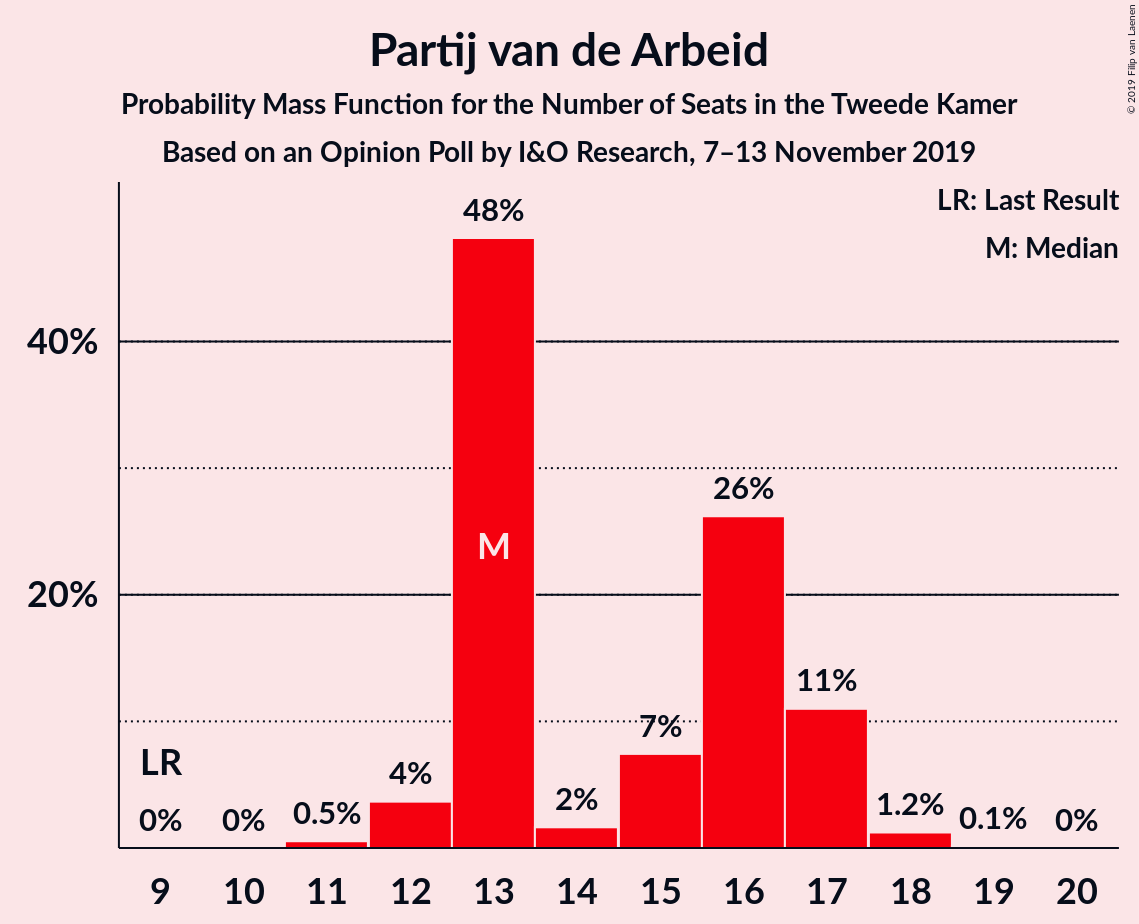 Partij van de Arbeid
Probability Mass Function for the Number of Seats in the Tweede Kamer
Based on an Opinion Poll by I&O Research, 7–13 November 2019
© 2019 Filip van Laenen
LR: Last Result
M: Median
48%
40%
26%
M
20%
11%
7%
LR
4%
2%
1.2%
0.5%
0.1%
0%
0%
0%
9 10 11 12 13 14 15 16 17 18 19 20